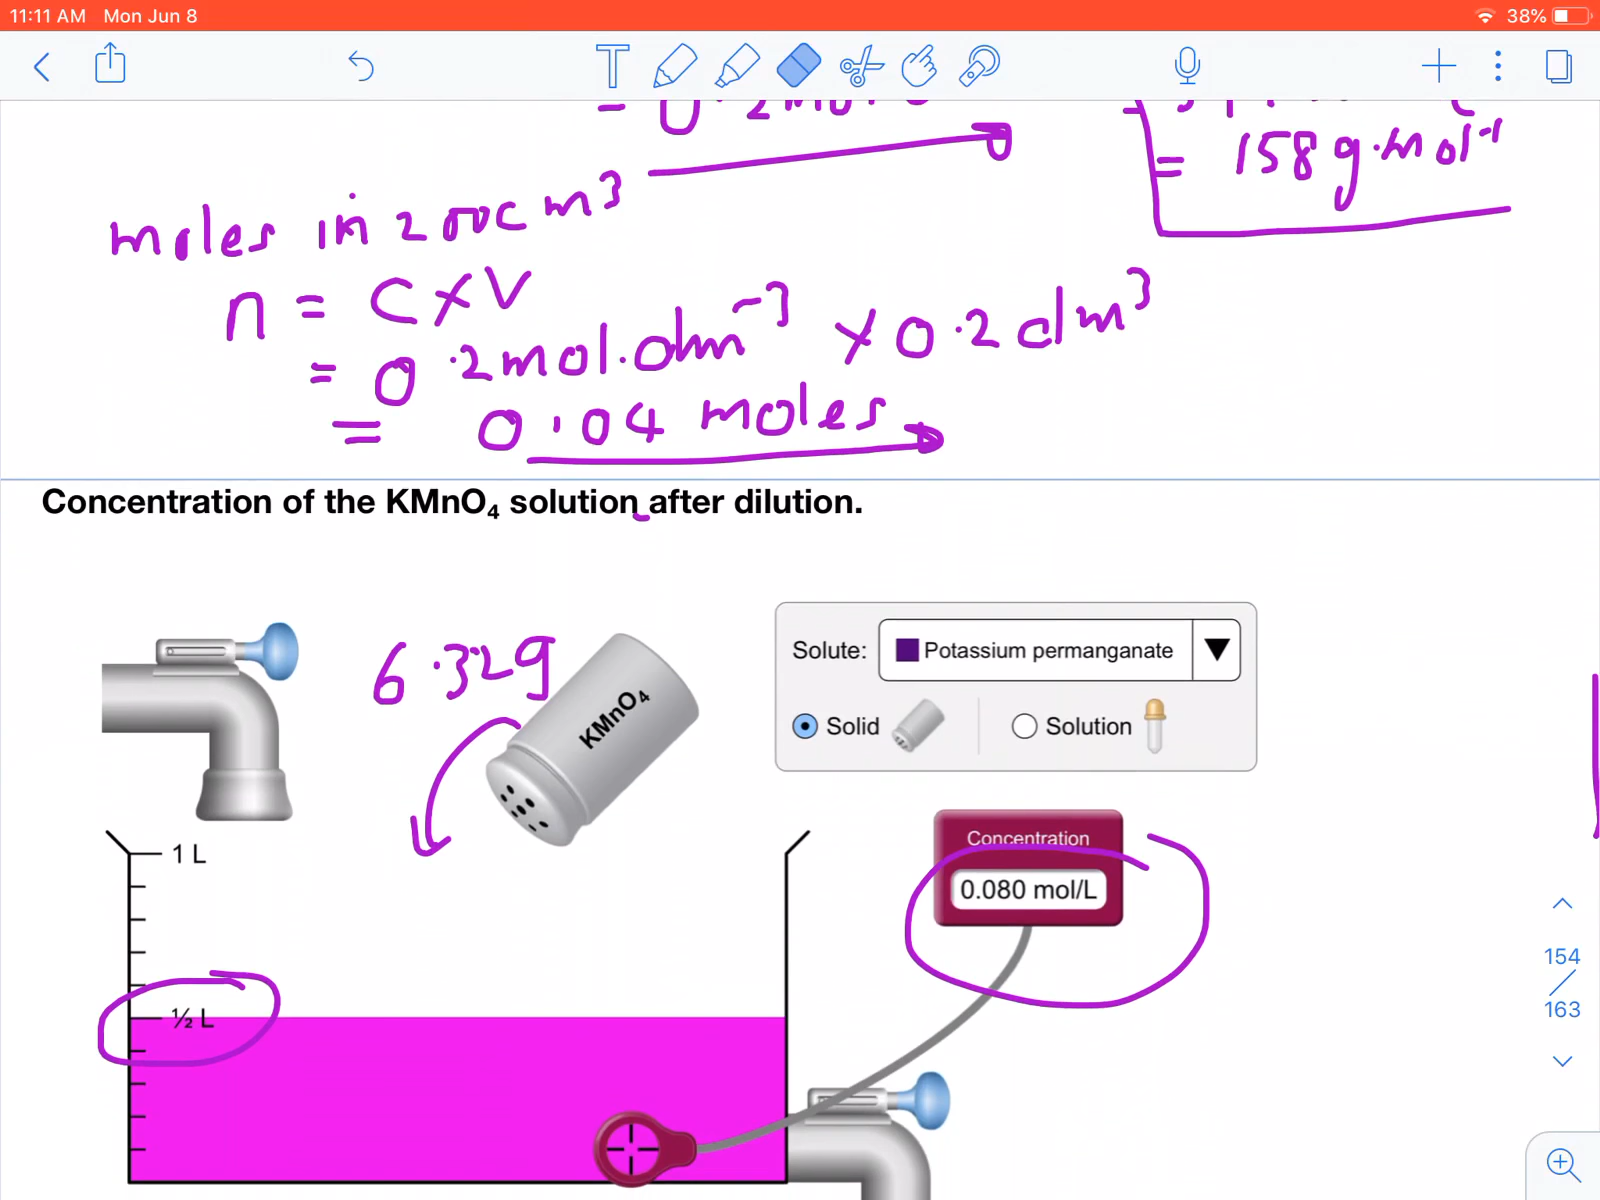 11:11 AM Mon Jun 8 38%
= 158 g.mol⁻¹
moles in 200cm³
n = C x V
= 0.2mol.dm⁻³ x 0.2 dm³
= 0.04 moles
Concentration of the KMnO₄ solution after dilution.
6.32g
KMnO₄
Solute: Potassium permanganate
Solid Solution
1 L
Concentration
0.080 mol/L
½ L
154
163